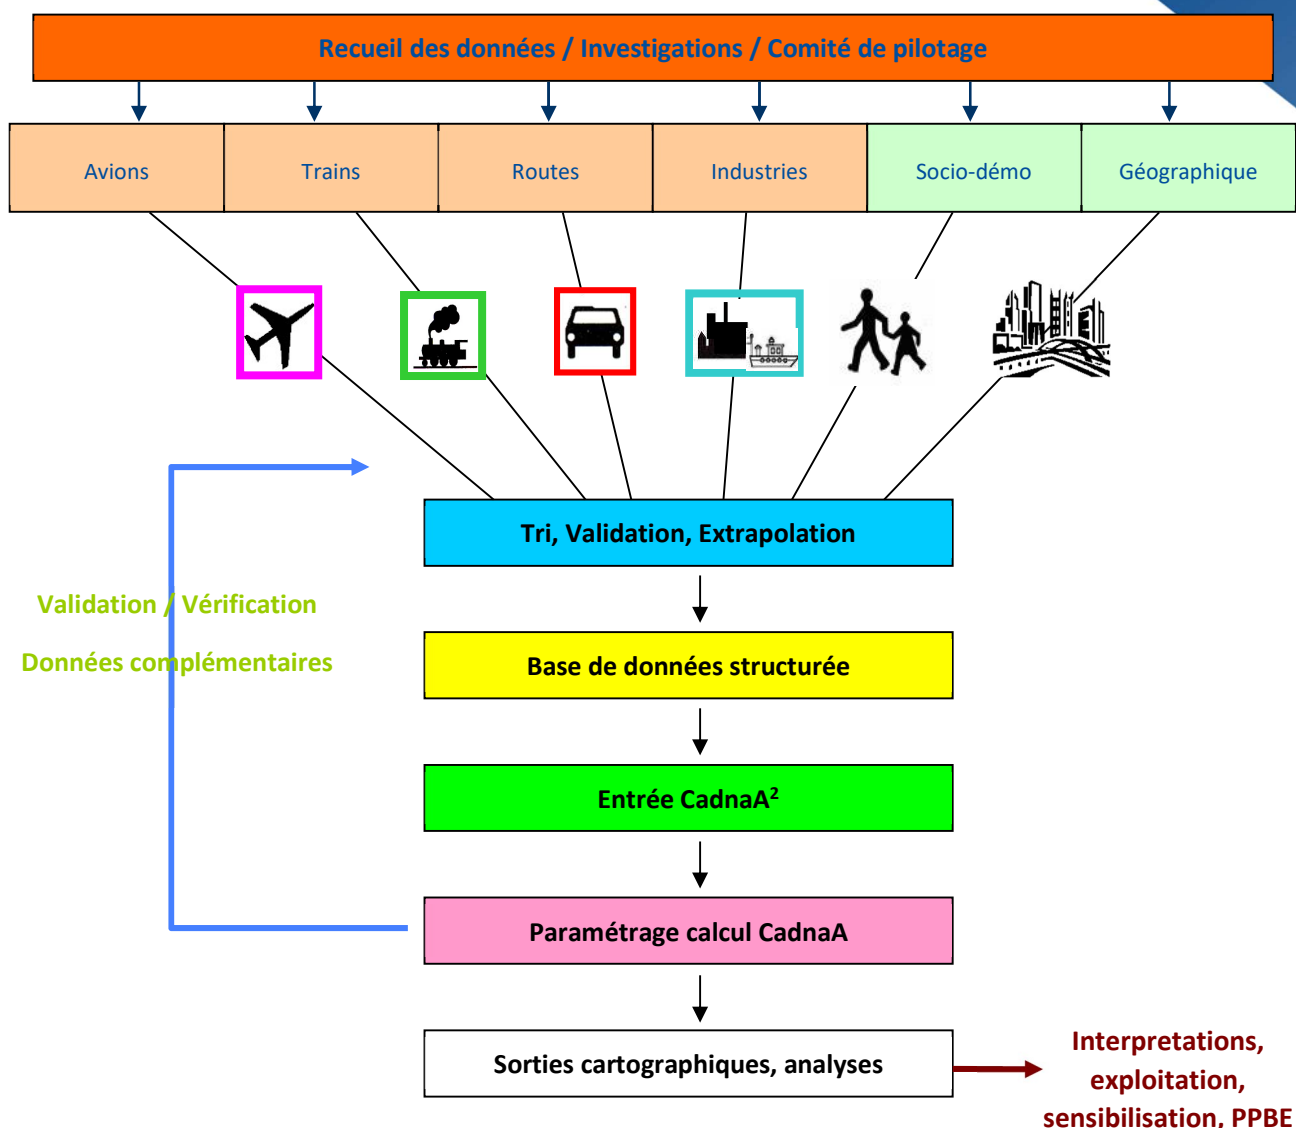 Recueil des données / Investigations / Comité de pilotage
Avions
Trains
Routes
Industries
Socio-démo
Géographique
Tri, Validation, Extrapolation
Validation / Vérification
Données complémentaires
Base de données structurée
Entrée CadnaA²
Paramétrage calcul CadnaA
Sorties cartographiques, analyses
Interpretations,
exploitation,
sensibilisation, PPBE